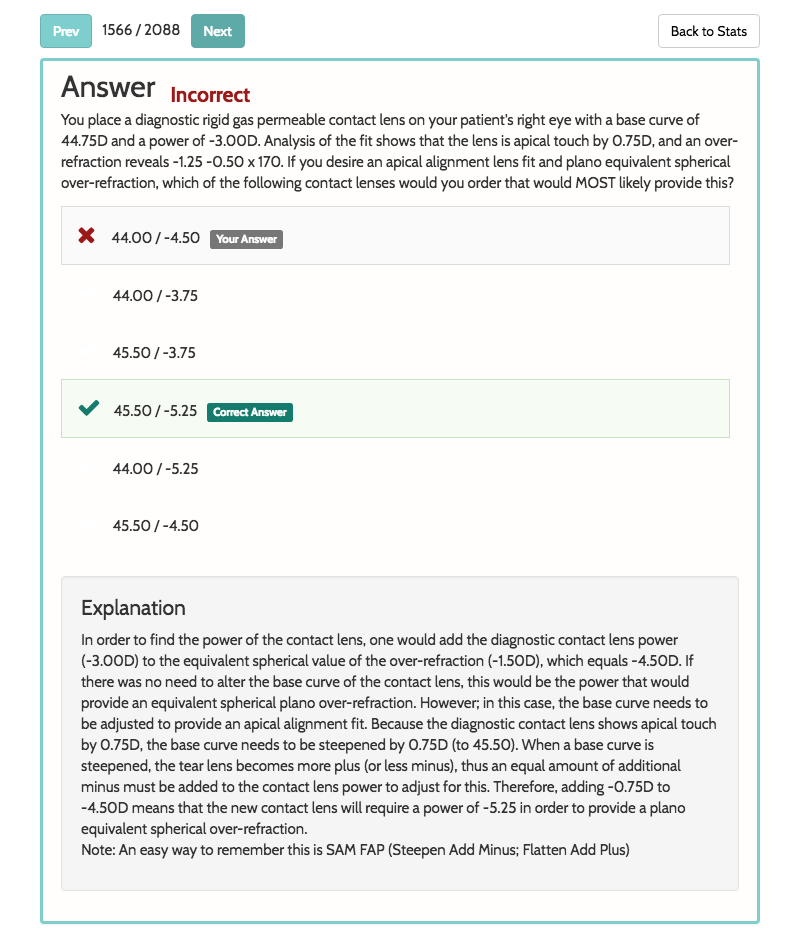 Prev 1566 / 2088 Next Back to Stats
Answer Incorrect
You place a diagnostic rigid gas permeable contact lens on your patient's right eye with a base curve of
44.75D and a power of -3.00D. Analysis of the fit shows that the lens is apical touch by 0.75D, and an over-
refraction reveals -1.25 -0.50 x 170. If you desire an apical alignment lens fit and plano equivalent spherical
over-refraction, which of the following contact lenses would you order that would MOST likely provide this?
44.00 / -4.50 Your Answer
44.00 / -3.75
45.50 / -3.75
45.50 / -5.25 Correct Answer
44.00 / -5.25
45.50 / -4.50
Explanation
In order to find the power of the contact lens, one would add the diagnostic contact lens power
(-3.00D) to the equivalent spherical value of the over-refraction (-1.50D), which equals -4.50D. If
there was no need to alter the base curve of the contact lens, this would be the power that would
provide an equivalent spherical plano over-refraction. However; in this case, the base curve needs to
be adjusted to provide an apical alignment fit. Because the diagnostic contact lens shows apical touch
by 0.75D, the base curve needs to be steepened by 0.75D (to 45.50). When a base curve is
steepened, the tear lens becomes more plus (or less minus), thus an equal amount of additional
minus must be added to the contact lens power to adjust for this. Therefore, adding -0.75D to
-4.50D means that the new contact lens will require a power of -5.25 in order to provide a plano
equivalent spherical over-refraction.
Note: An easy way to remember this is SAM FAP (Steepen Add Minus; Flatten Add Plus)